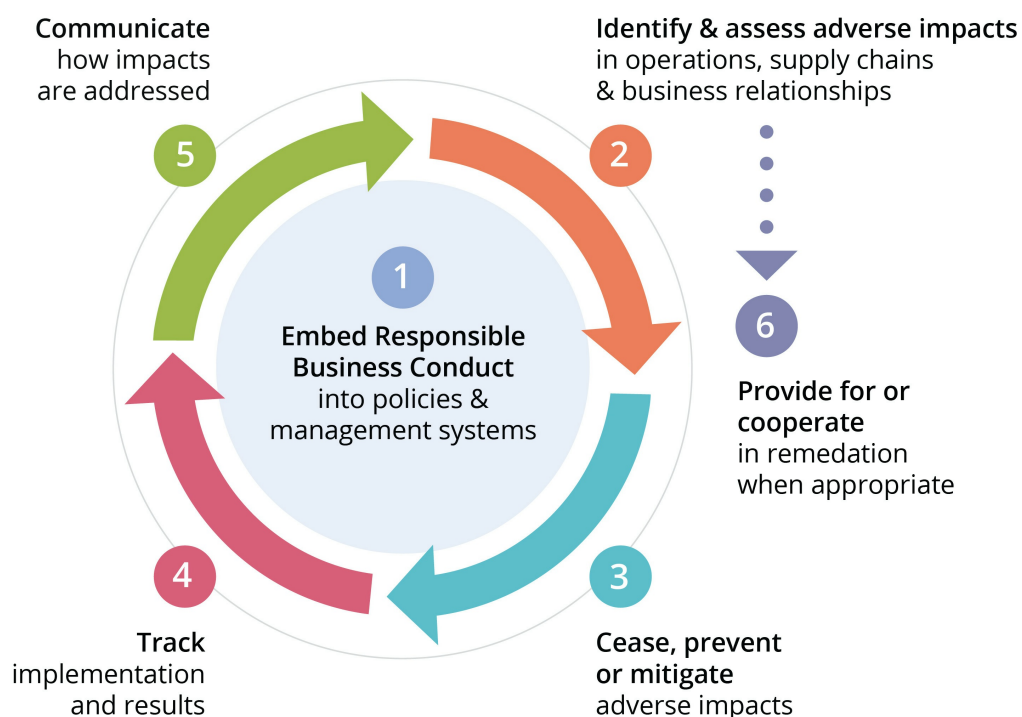 Communicate
how impacts
are addressed
5
Identify & assess adverse impacts
in operations, supply chains
& business relationships
2
1
Embed Responsible
Business Conduct
into policies &
management systems
6
Provide for or
cooperate
in remedation
when appropriate
4
Track
implementation
and results
3
Cease, prevent
or mitigate
adverse impacts